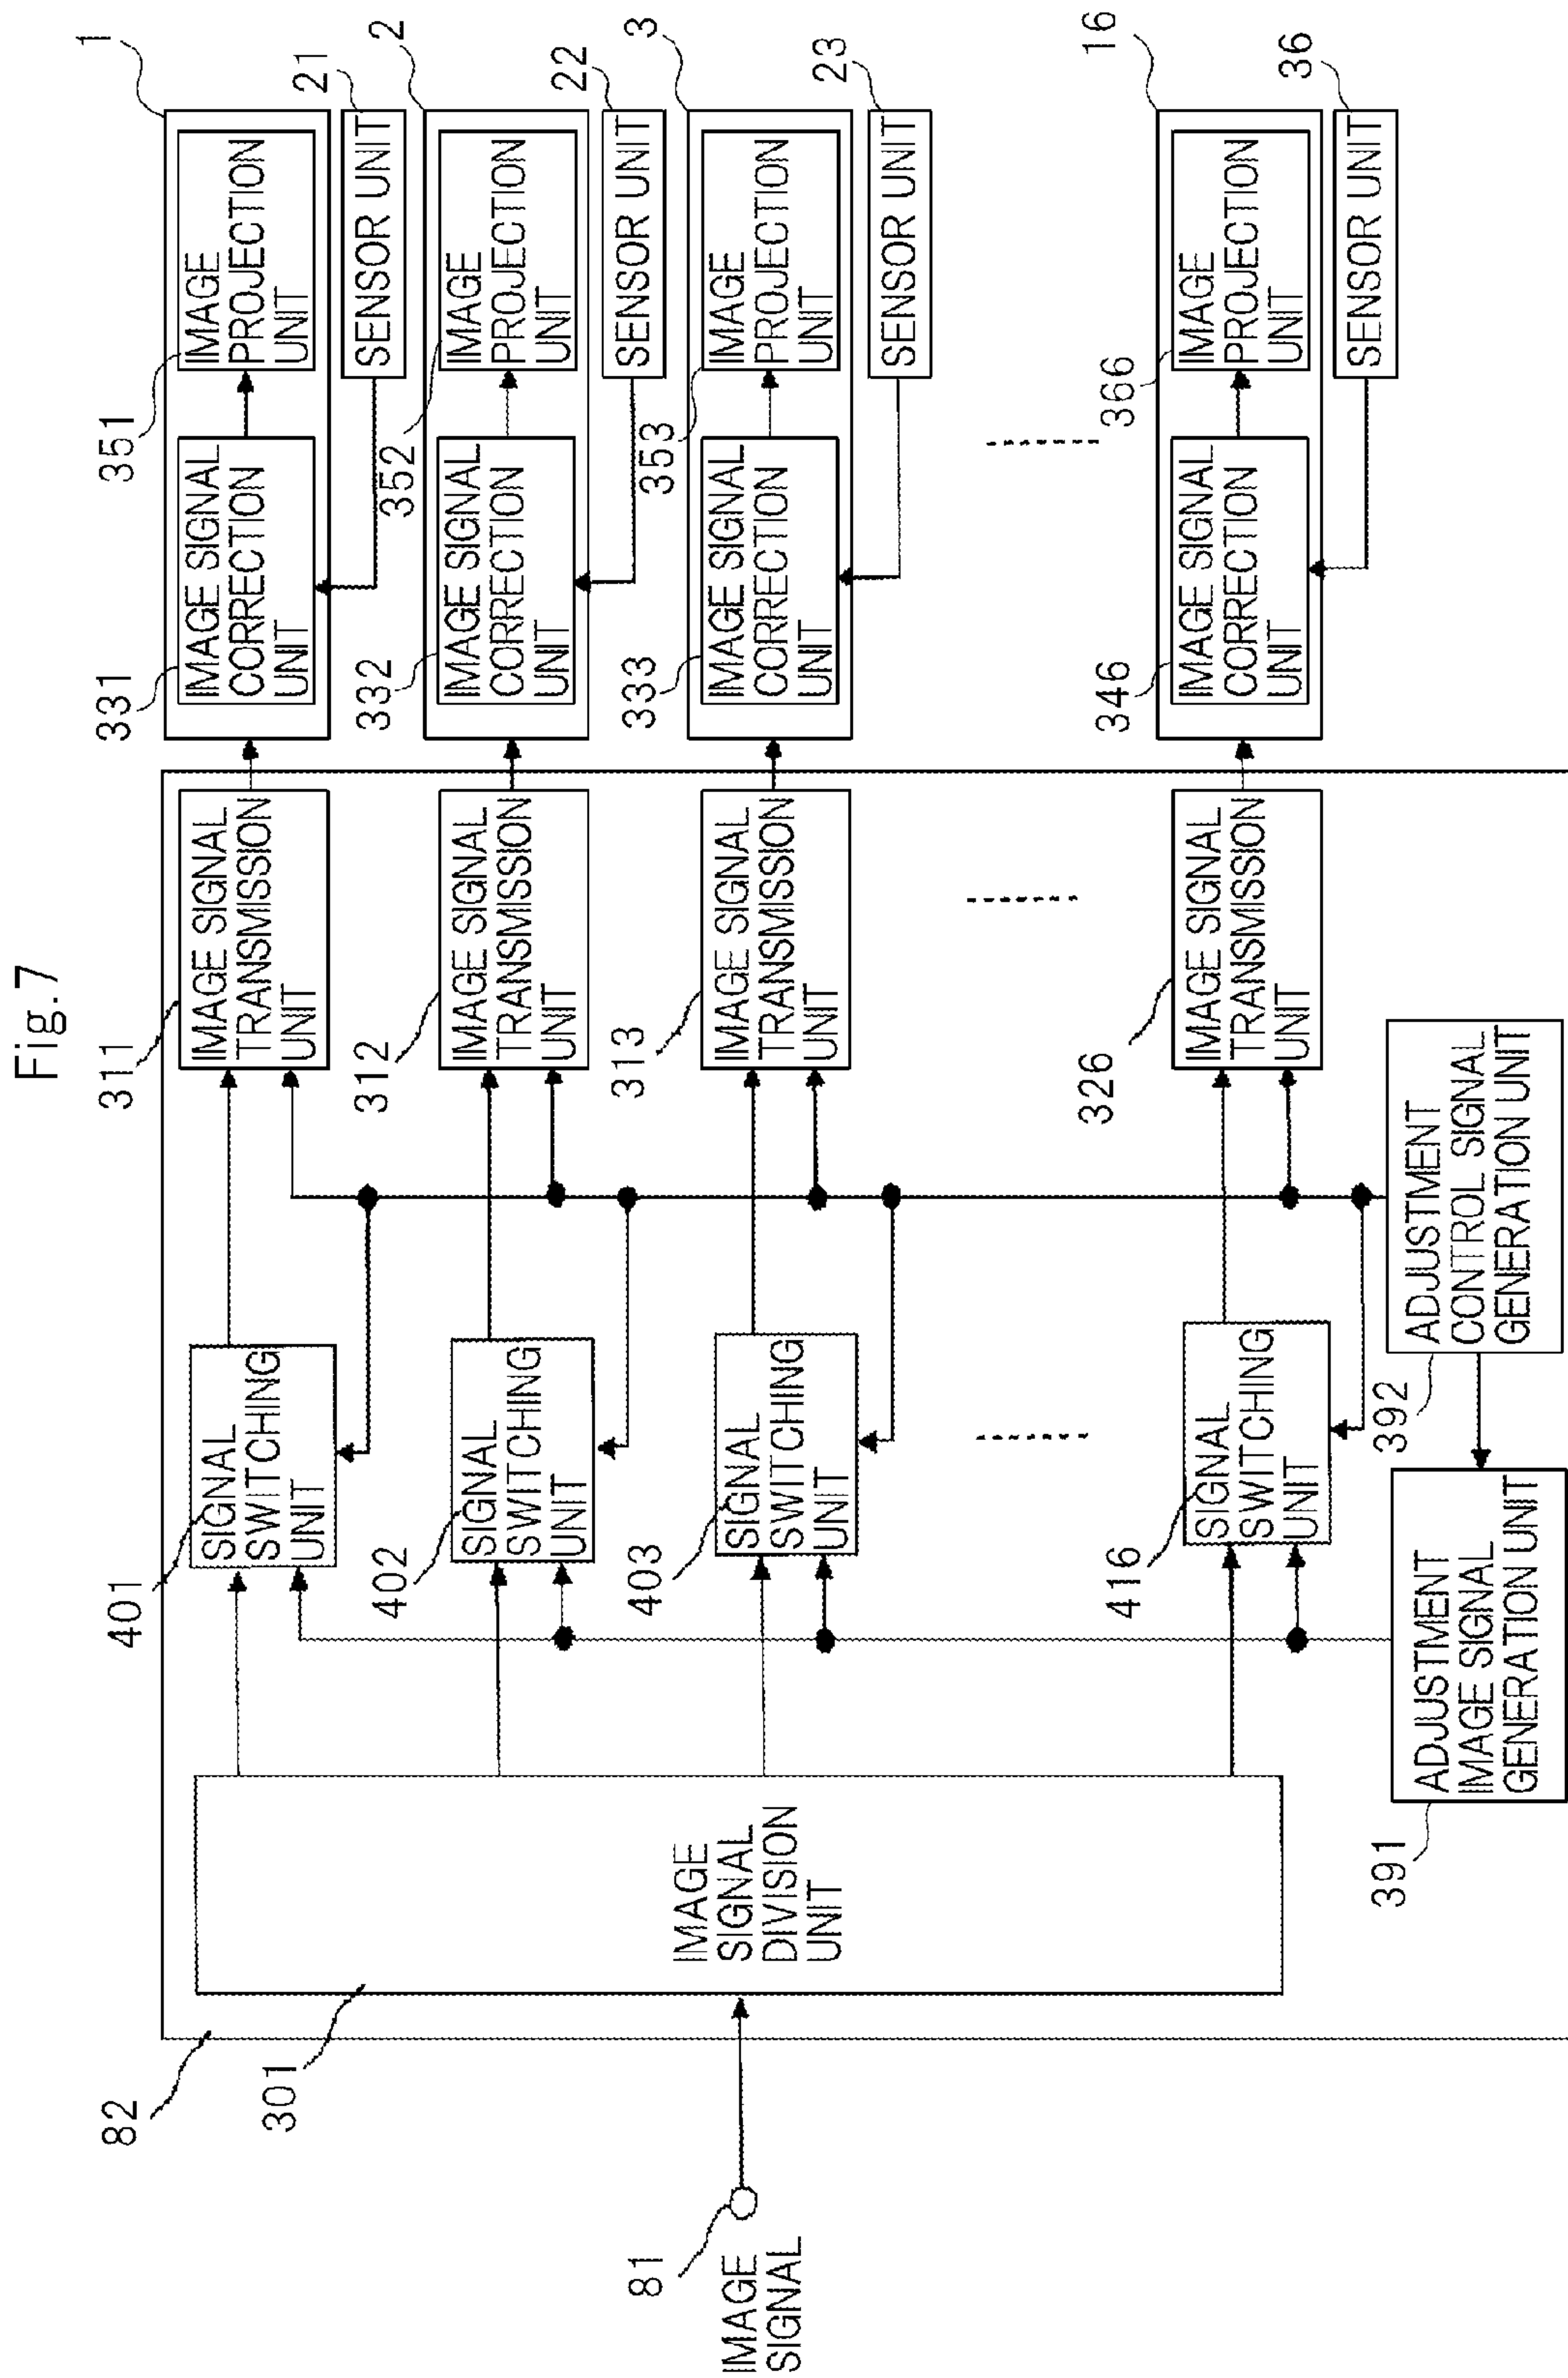 Fig.7
IMAGE
SIGNAL
81
82
301
IMAGE
SIGNAL
DIVISION
UNIT
401
SIGNAL
SWITCHING
UNIT
402
SIGNAL
SWITCHING
UNIT
403
SIGNAL
SWITCHING
UNIT
416
SIGNAL
SWITCHING
UNIT
391
ADJUSTMENT
IMAGE SIGNAL
GENERATION UNIT
392
ADJUSTMENT
CONTROL SIGNAL
GENERATION UNIT
311
IMAGE SIGNAL
TRANSMISSION
UNIT
312
IMAGE SIGNAL
TRANSMISSION
UNIT
313
IMAGE SIGNAL
TRANSMISSION
UNIT
326
IMAGE SIGNAL
TRANSMISSION
UNIT
1
331
IMAGE SIGNAL
CORRECTION
UNIT
351
IMAGE
PROJECTION
UNIT
21
SENSOR UNIT
2
332
IMAGE SIGNAL
CORRECTION
UNIT
352
IMAGE
PROJECTION
UNIT
22
SENSOR UNIT
3
333
IMAGE SIGNAL
CORRECTION
UNIT
353
IMAGE
PROJECTION
UNIT
23
SENSOR UNIT
16
346
IMAGE SIGNAL
CORRECTION
UNIT
366
IMAGE
PROJECTION
UNIT
36
SENSOR UNIT